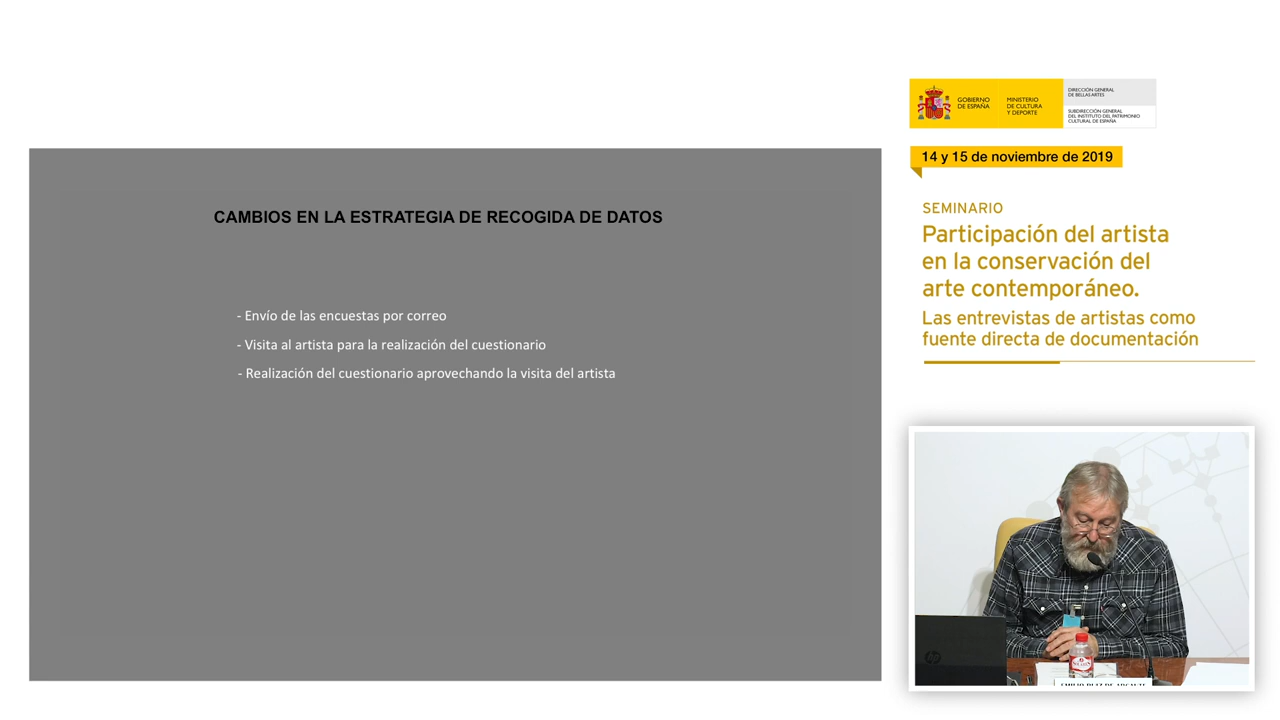 CAMBIOS EN LA ESTRATEGIA DE RECOGIDA DE DATOS
- Envío de las encuestas por correo
- Visita al artista para la realización del cuestionario
- Realización del cuestionario aprovechando la visita del artista
GOBIERNO
DE ESPAÑA
MINISTERIO
DE CULTURA
Y DEPORTE
DIRECCIÓN GENERAL
DE BELLAS ARTES
SUBDIRECCIÓN GENERAL
DEL INSTITUTO DEL PATRIMONIO
CULTURAL DE ESPAÑA
14 y 15 de noviembre de 2019
SEMINARIO
Participación del artista
en la conservación del
arte contemporáneo.
Las entrevistas de artistas como
fuente directa de documentación
hp